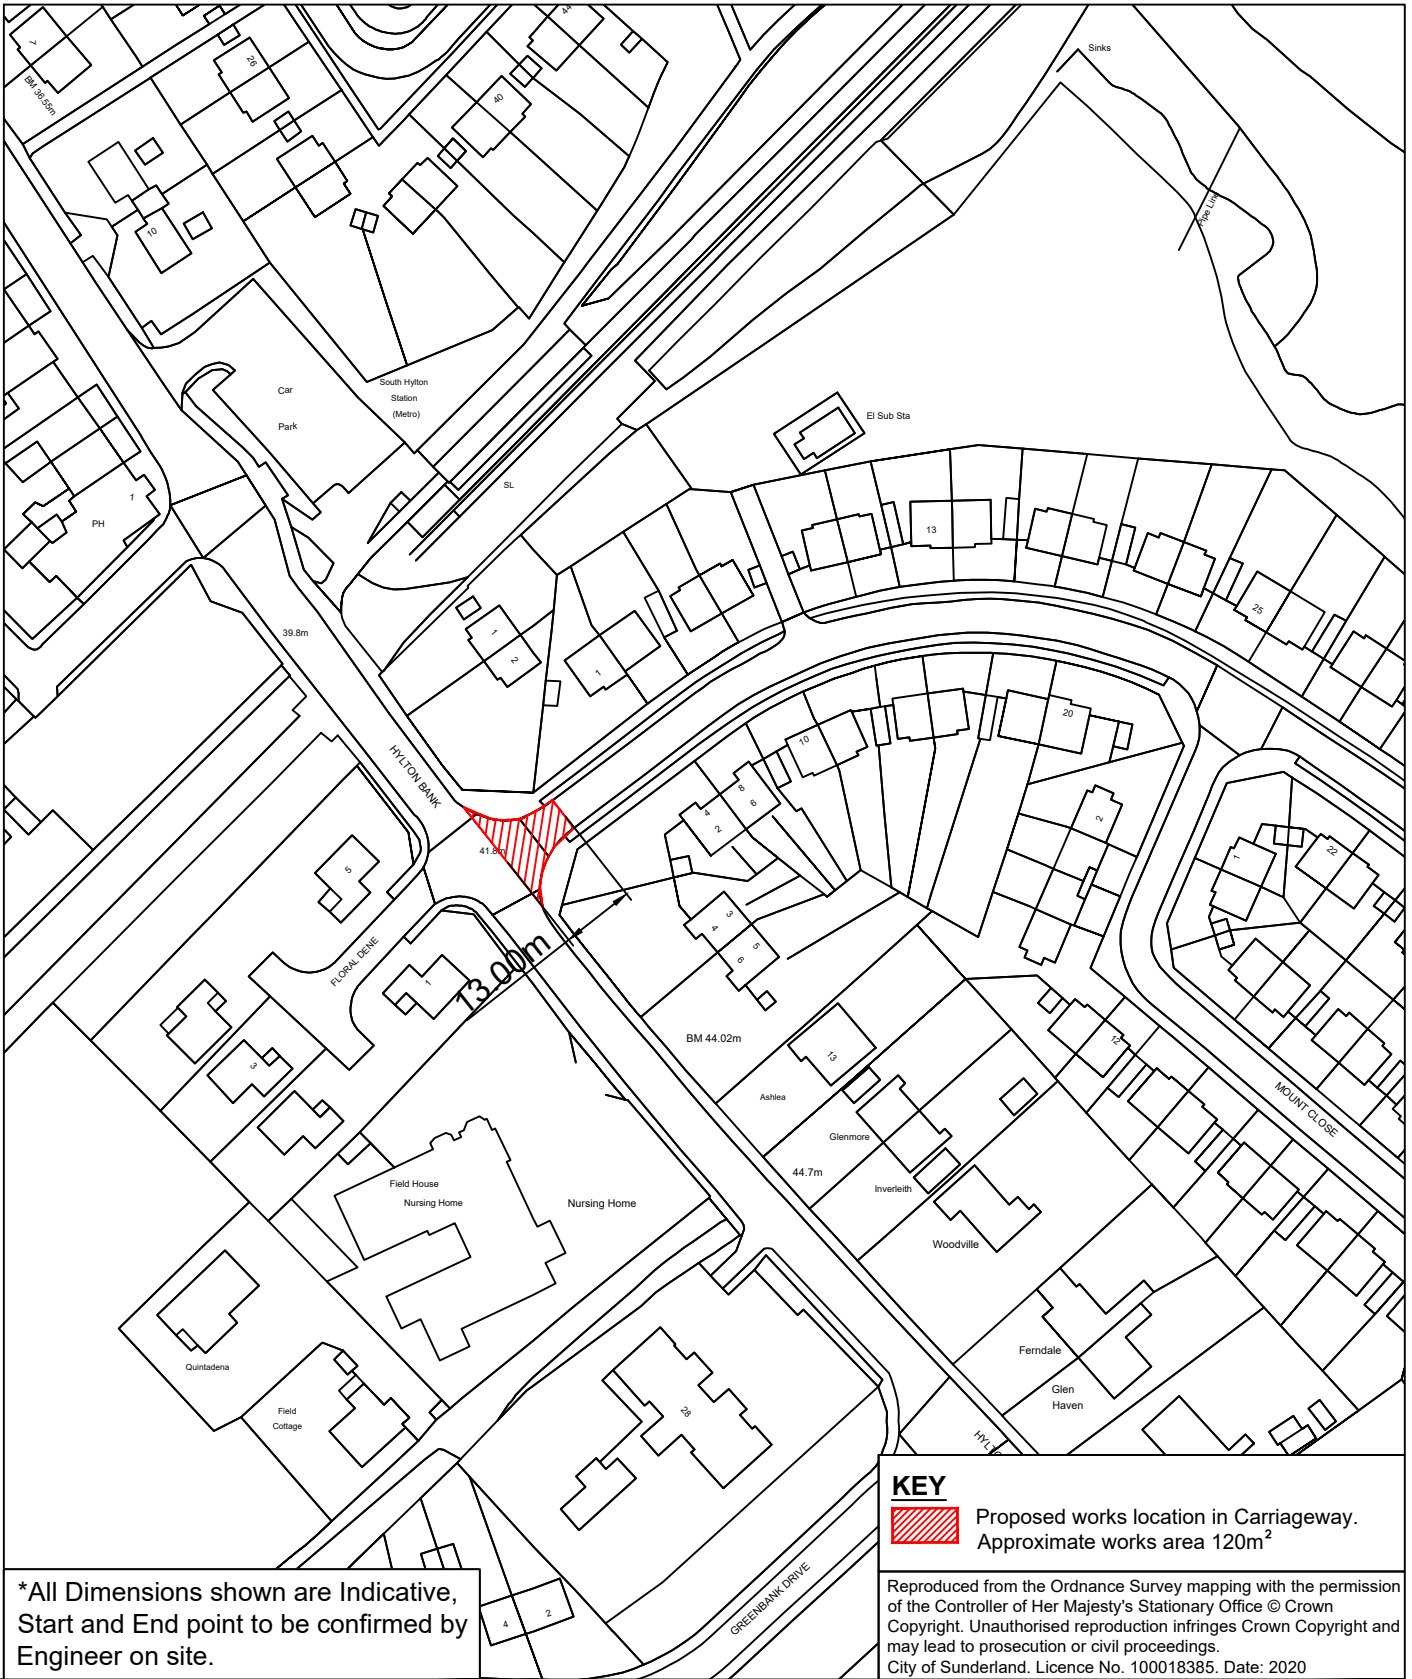 44
7
26
BM 36.55m
40
Sinks
Pipe Line
10
Car
Park
South Hylton
Station
(Metro)
El Sub Sta
SL
1
PH
13
25
39.8m
1
2
1
20
10
HYLTON BANK
8
6
4
2
2
41.8m
1
22
5
3
4
5
6
FLORAL DENE
1
13.00m
BM 44.02m
13
12
3
Ashlea
MOUNT CLOSE
Glenmore
44.7m
Field House
Nursing Home
Nursing Home
Inverleith
Woodville
Ferndale
Quintadena
Glen
Haven
Field
Cottage
28
KEY
Proposed works location in Carriageway.
Approximate works area 120m²
*All Dimensions shown are Indicative,
Start and End point to be confirmed by
Engineer on site.
4
2
GREENBANK DRIVE
Reproduced from the Ordnance Survey mapping with the permission
of the Controller of Her Majesty's Stationary Office © Crown
Copyright. Unauthorised reproduction infringes Crown Copyright and
may lead to prosecution or civil proceedings.
City of Sunderland. Licence No. 100018385. Date: 2020